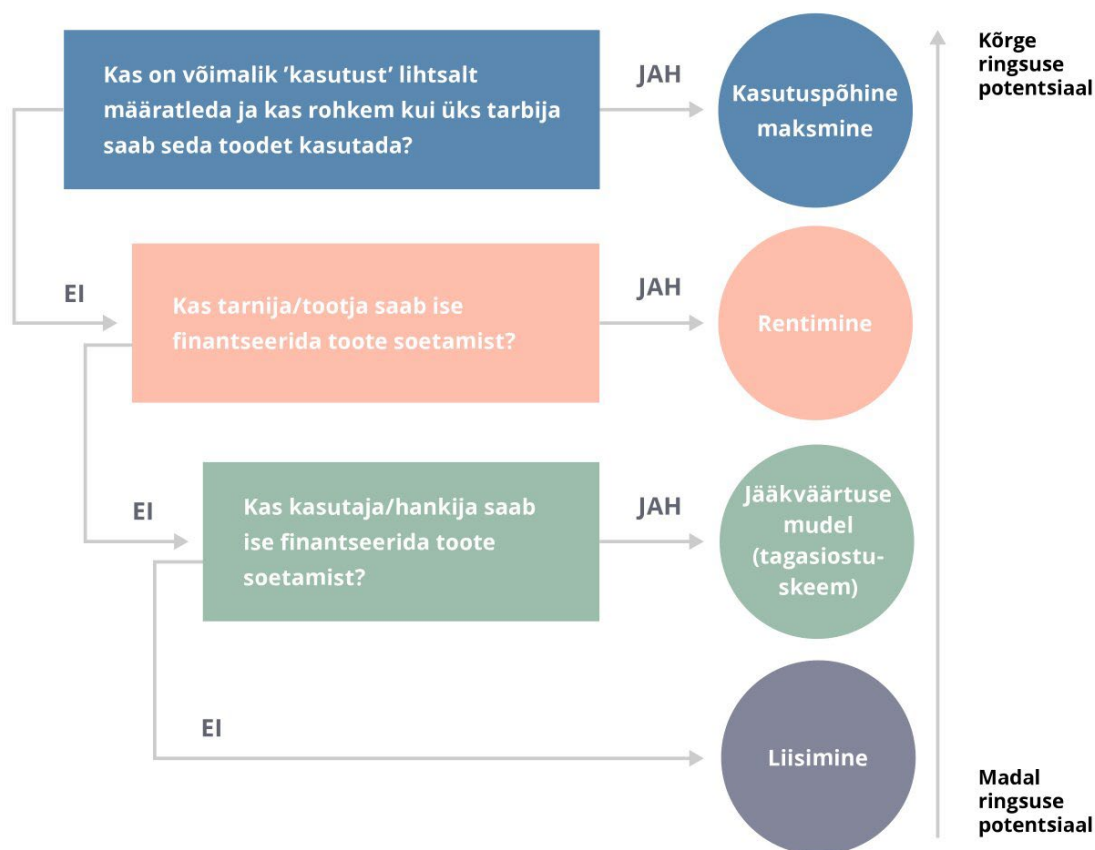 Kas on võimalik ’kasutust’ lihtsalt
määratleda ja kas rohkem kui üks tarbija
saab seda toodet kasutada?
JAH
Kasutuspõhine
maksmine
Kõrge
ringsuse
potentsiaal
EI
Kas tarnija/tootja saab ise
finantseerida toote soetamist?
JAH
Rentimine
EI
Kas kasutaja/hankija saab
ise finantseerida toote
soetamist?
JAH
Jääkväärtuse
mudel
(tagasiostu-
skeem)
EI
Liisimine
Madal
ringsuse
potentsiaal